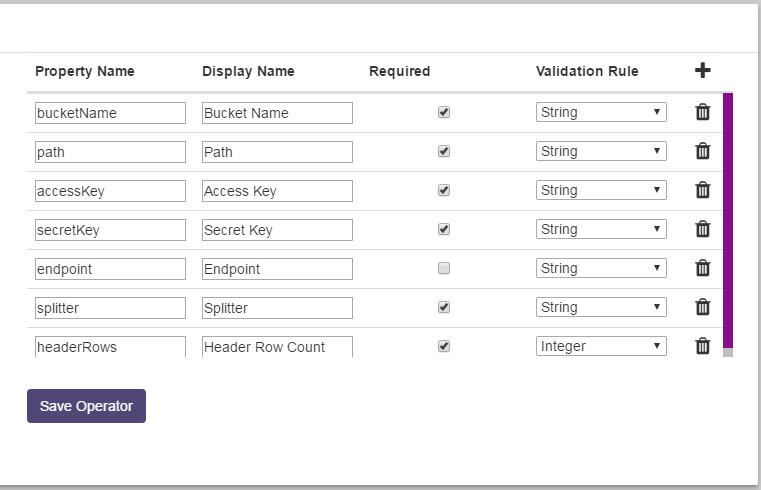 Property Name Display Name Required Validation Rule
bucketName Bucket Name String
path Path String
accessKey Access Key String
secretKey Secret Key String
endpoint Endpoint String
splitter Splitter String
headerRows Header Row Count Integer
Save Operator